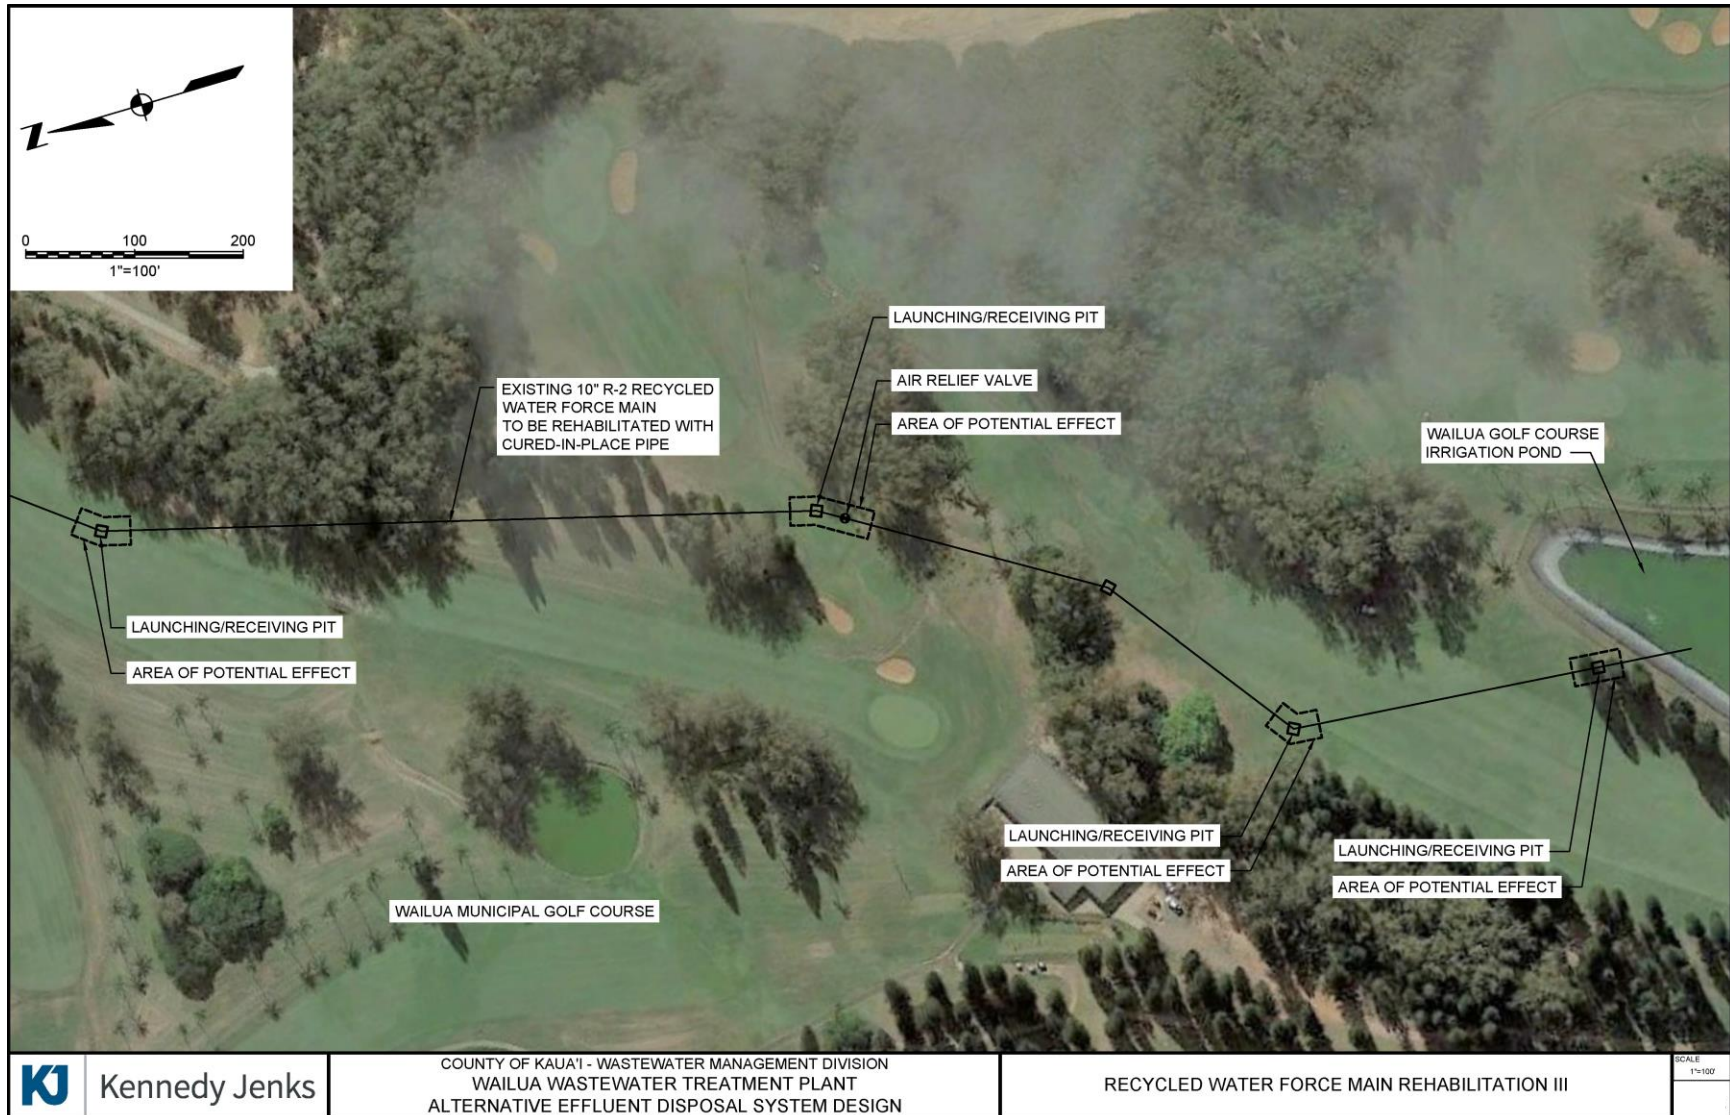 N
0 100 200
1"=100'
LAUNCHING/RECEIVING PIT
AIR RELIEF VALVE
AREA OF POTENTIAL EFFECT
EXISTING 10" R-2 RECYCLED
WATER FORCE MAIN
TO BE REHABILITATED WITH
CURED-IN-PLACE PIPE
WAILUA GOLF COURSE
IRRIGATION POND
LAUNCHING/RECEIVING PIT
AREA OF POTENTIAL EFFECT
LAUNCHING/RECEIVING PIT
AREA OF POTENTIAL EFFECT
LAUNCHING/RECEIVING PIT
AREA OF POTENTIAL EFFECT
WAILUA MUNICIPAL GOLF COURSE
KJ Kennedy Jenks
COUNTY OF KAUA'I - WASTEWATER MANAGEMENT DIVISION
WAILUA WASTEWATER TREATMENT PLANT
ALTERNATIVE EFFLUENT DISPOSAL SYSTEM DESIGN
RECYCLED WATER FORCE MAIN REHABILITATION III
SCALE
1"=100'